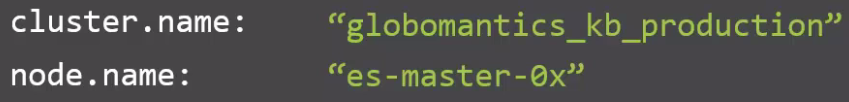 cluster.name: “globomantics_kb_production”
node.name: “es-master-0x”